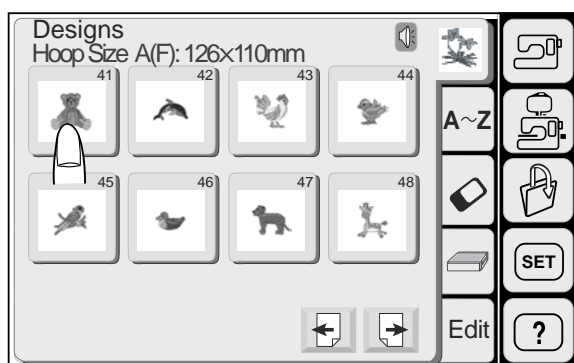 Designs
Hoop Size A(F): 126×110mm
41 42 43 44
45 46 47 48
A~Z
SET
Edit
?